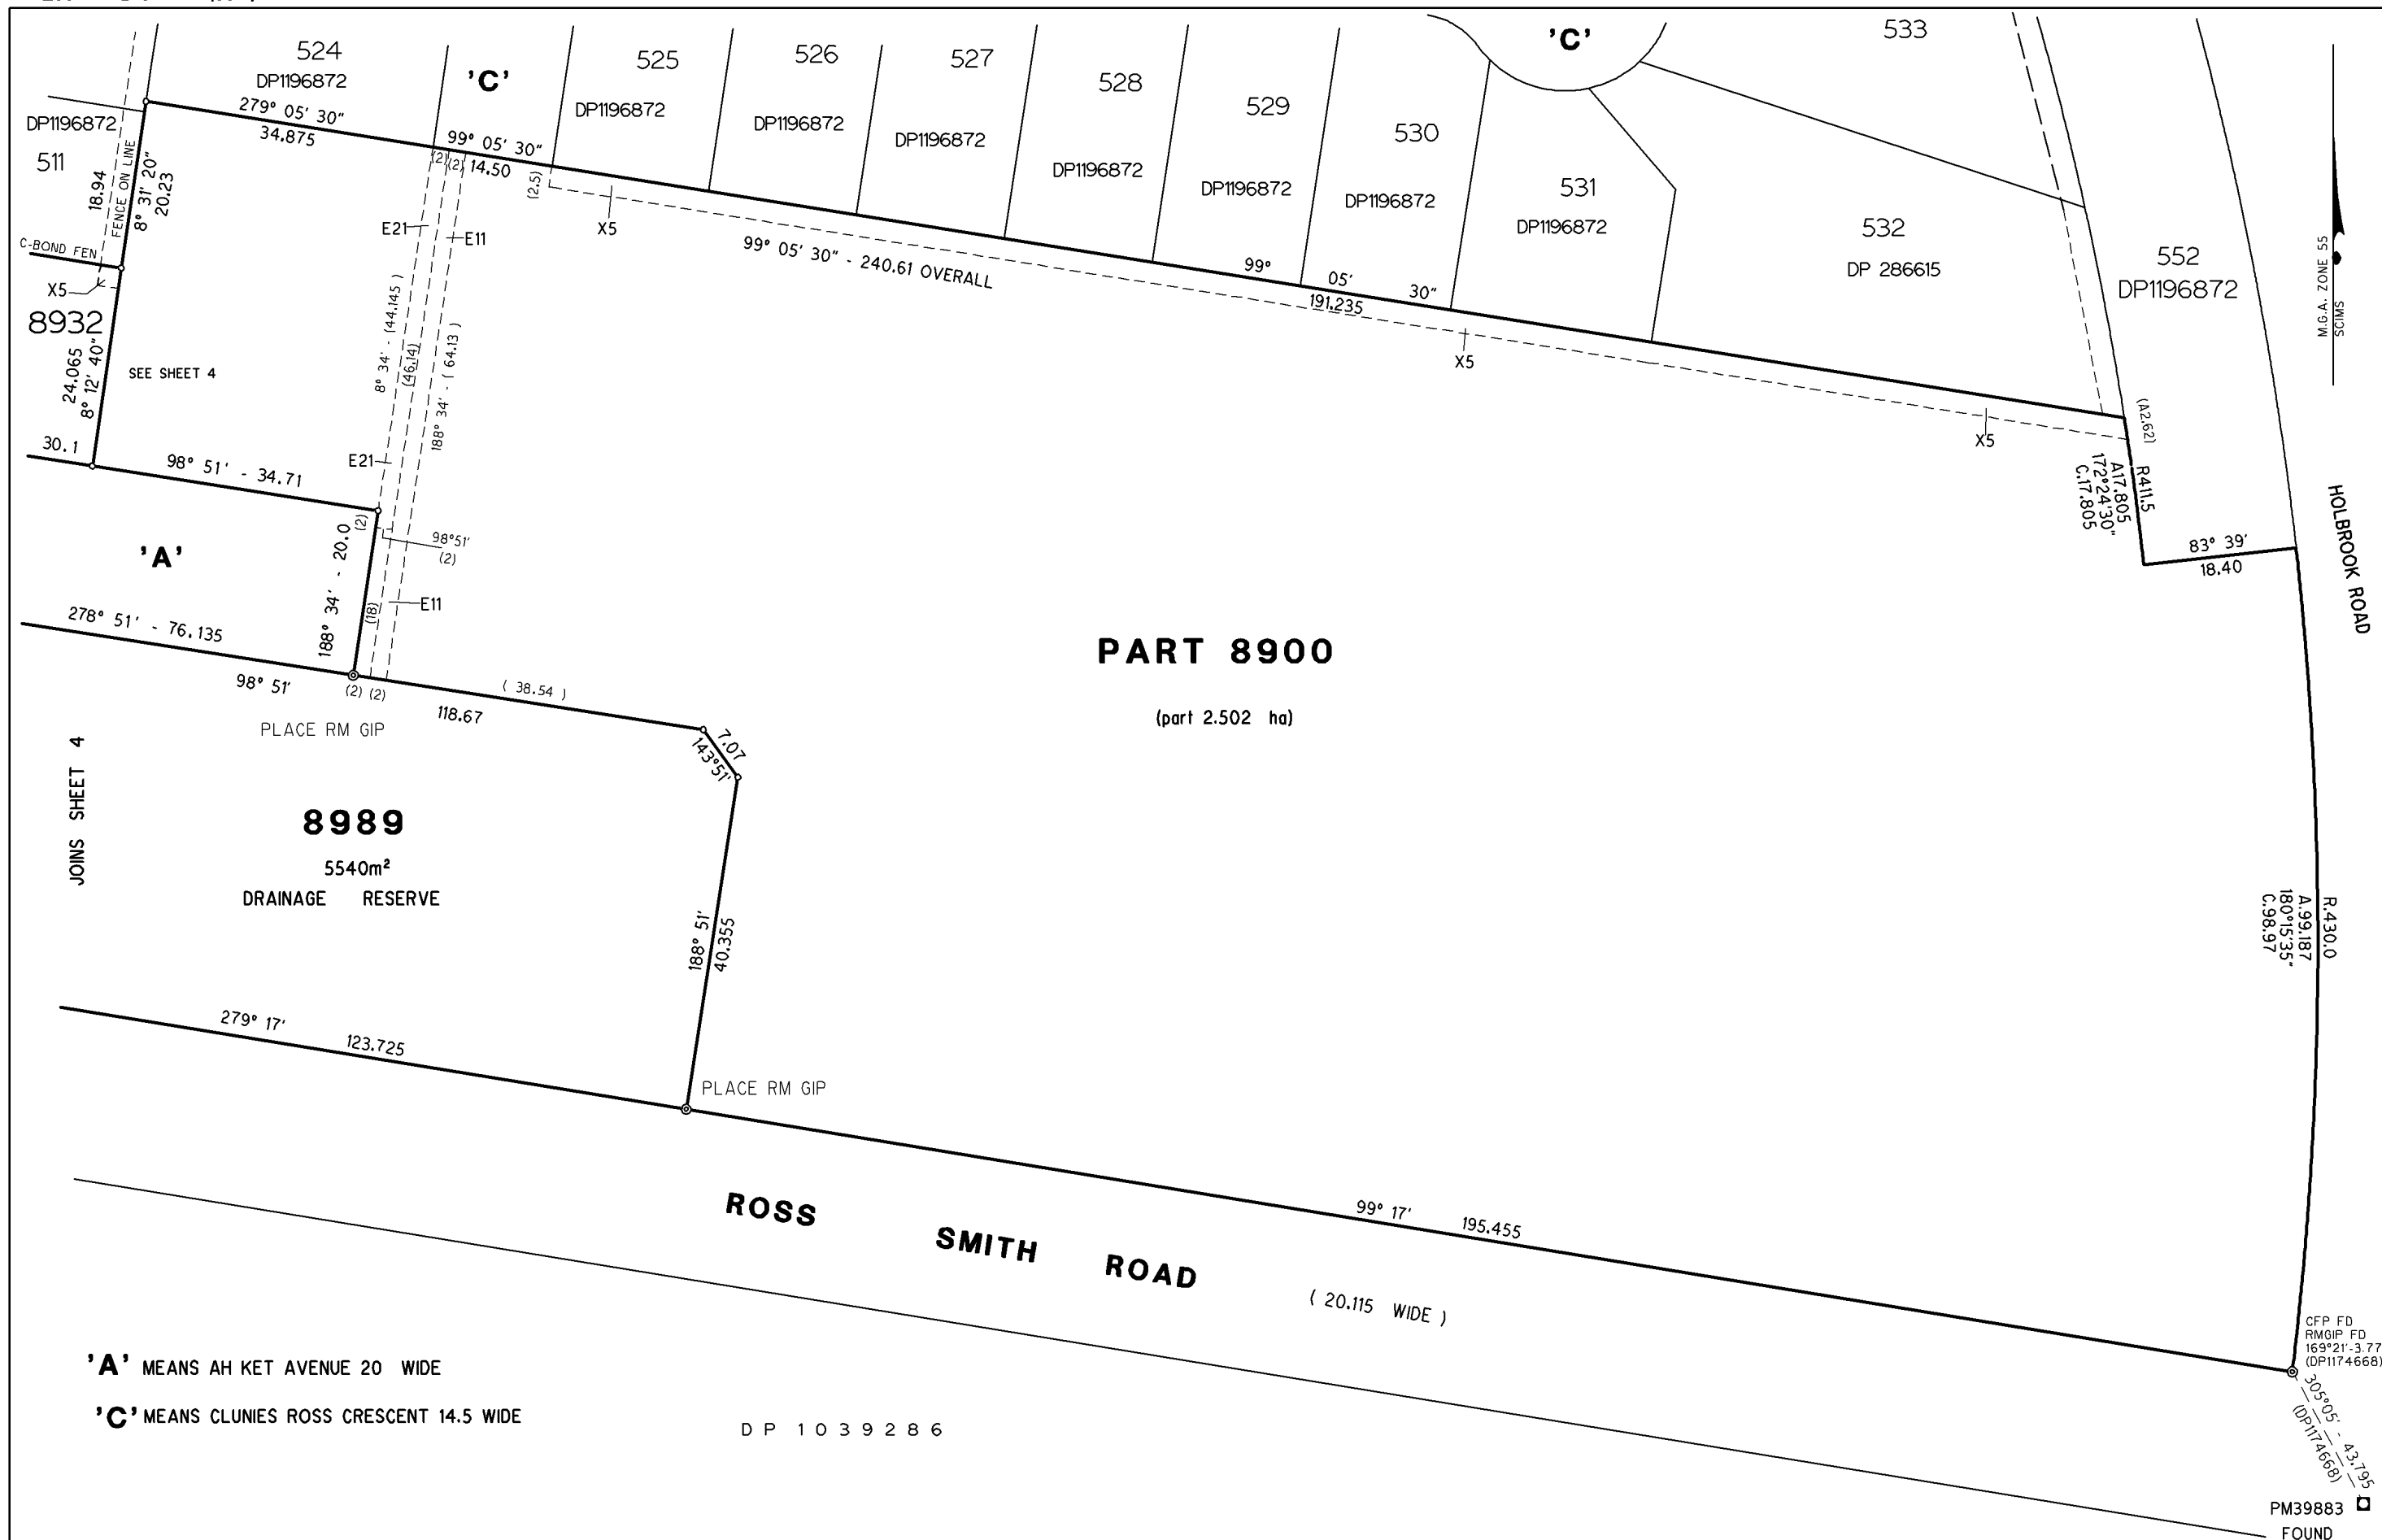 524
DP1196872
'C'
525
DP1196872
526
DP1196872
527
DP1196872
528
DP1196872
529
DP1196872
530
DP1196872
'C'
531
DP1196872
533
532
DP 286615
552
DP1196872
M.G.A. ZONE 55
SCIMS
DP1196872
511
279° 05' 30"
34.875
99° 05' 30"
14.50
(2)
(2)
(2.5)
18.94
FENCE ON LINE
8° 31' 20"
20.23
C-BOND FEN
X5
8932
24.065
8° 12' 40"
SEE SHEET 4
E21
E11
X5
99° 05' 30" - 240.61 OVERALL
99° 05' 30"
191.235
X5
X5
8° 34' - (44.145 )
(46.14)
188° 34' - ( 64.13 )
(A2.62)
R411.5
A17.805
172°24'30"
C.17.805
HOLBROOK ROAD
83° 39'
18.40
30.1
98° 51' - 34.71
E21
(2)
98°51'
(2)
'A'
188° 34' - 20.0
(18)
E11
278° 51' - 76.135
98° 51'
(2) (2)
( 38.54 )
118.67
PLACE RM GIP
7.07
143°51'
PART 8900
(part 2.502 ha)
JOINS SHEET 4
8989
5540m²
DRAINAGE RESERVE
188° 51'
40.355
R.430.0
A.99.187
180°15'35"
C.98.97
279° 17'
123.725
PLACE RM GIP
99° 17' 195.455
ROSS SMITH ROAD
( 20.115 WIDE )
CFP FD
RMGIP FD
169°21'-3.77
(DP1174668)
305°05' - 43.795
(DP1174668)
'A' MEANS AH KET AVENUE 20 WIDE
'C' MEANS CLUNIES ROSS CRESCENT 14.5 WIDE
DP 1039286
PM39883
FOUND